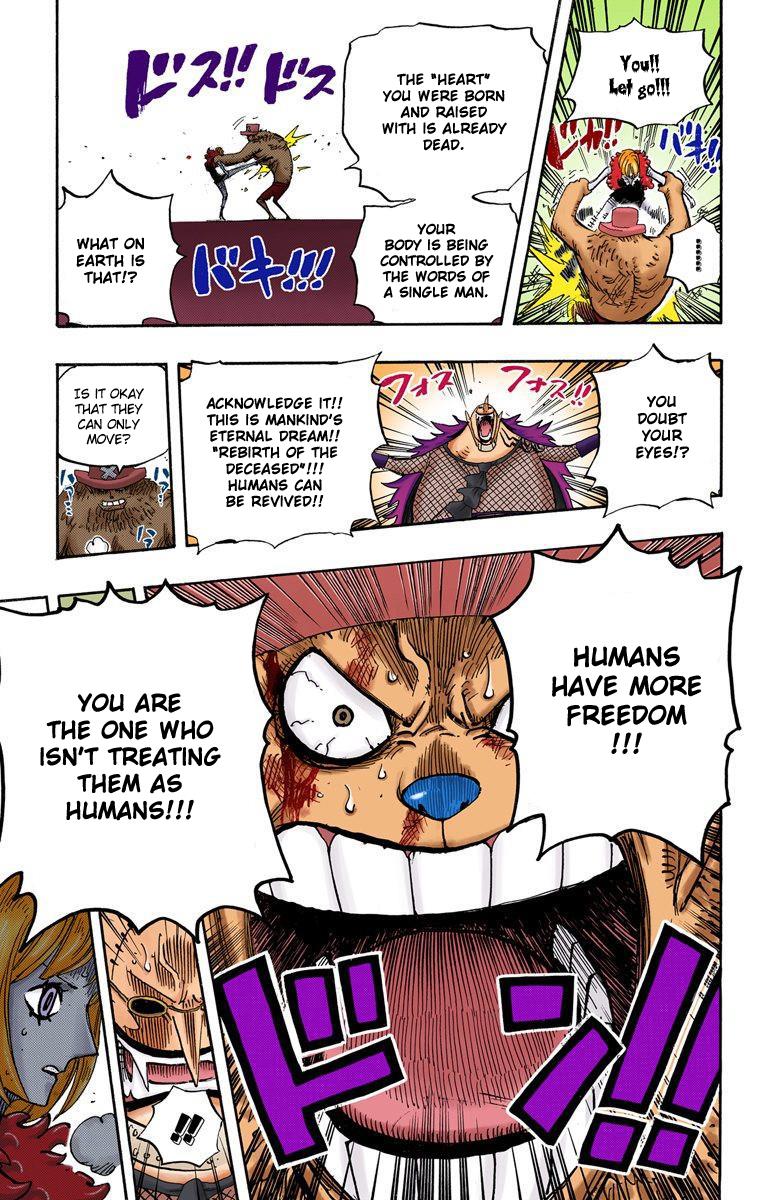 You!!
Let go!!!
ドカ!!
バキ!!
......
THE "HEART"
YOU WERE BORN
AND RAISED
WITH IS ALREADY
DEAD.
YOUR
BODY IS BEING
CONTROLLED BY
THE WORDS OF
A SINGLE MAN.
ドス!! ドス
バキ!!!
WHAT ON
EARTH IS
THAT!?
YOU
DOUBT
YOUR
EYES!?
フォス フォス!!
ACKNOWLEDGE IT!!
THIS IS MANKIND'S
ETERNAL DREAM!!
"REBIRTH OF THE
DECEASED"!!!
HUMANS CAN
BE REVIVED!!
IS IT OKAY
THAT THEY
CAN ONLY
MOVE?
HUMANS
HAVE MORE
FREEDOM
!!!
YOU ARE
THE ONE WHO
ISN'T TREATING
THEM AS
HUMANS!!!
ドン!!
!!